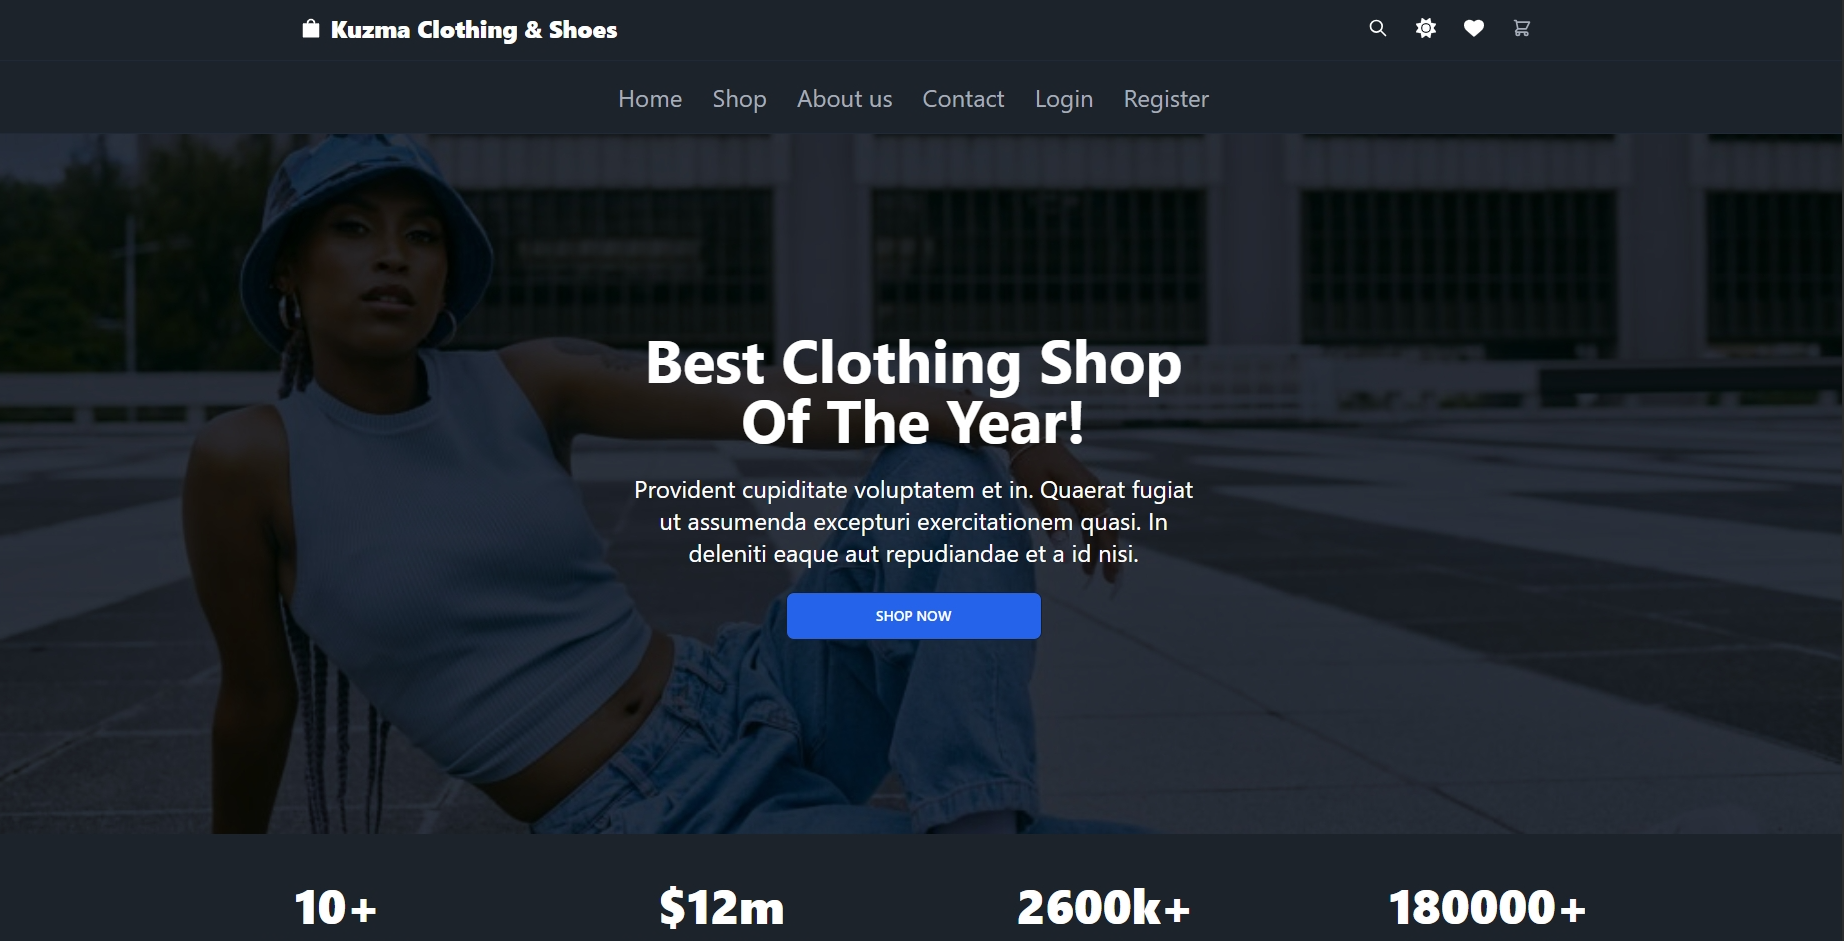 Kuzma Clothing & Shoes
Home Shop About us Contact Login Register
Best Clothing Shop
Of The Year!
Provident cupiditate voluptatem et in. Quaerat fugiat
ut assumenda excepturi exercitationem quasi. In
deleniti eaque aut repudiandae et a id nisi.
SHOP NOW
10+ $12m 2600k+ 180000+